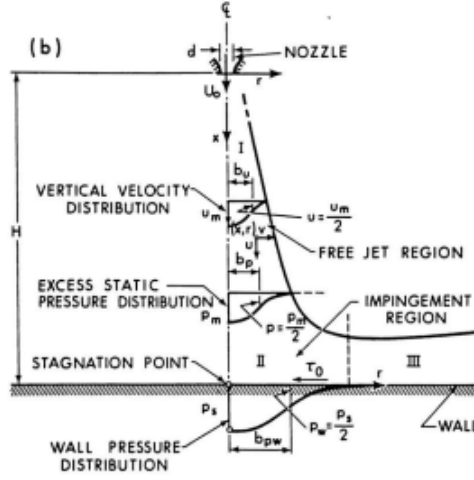 ℄
(b)
d
NOZZLE
r
U₀
x
I
b_u
VERTICAL VELOCITY
DISTRIBUTION
u_m
u = u_m/2
(x,r)
v
u
FREE JET REGION
H
b_p
EXCESS STATIC
PRESSURE DISTRIBUTION
p_m
p = p_m/2
IMPINGEMENT
REGION
II
III
STAGNATION POINT
τ₀
r
p_s
p_w = p_s/2
WALL
WALL PRESSURE
DISTRIBUTION
b_pw